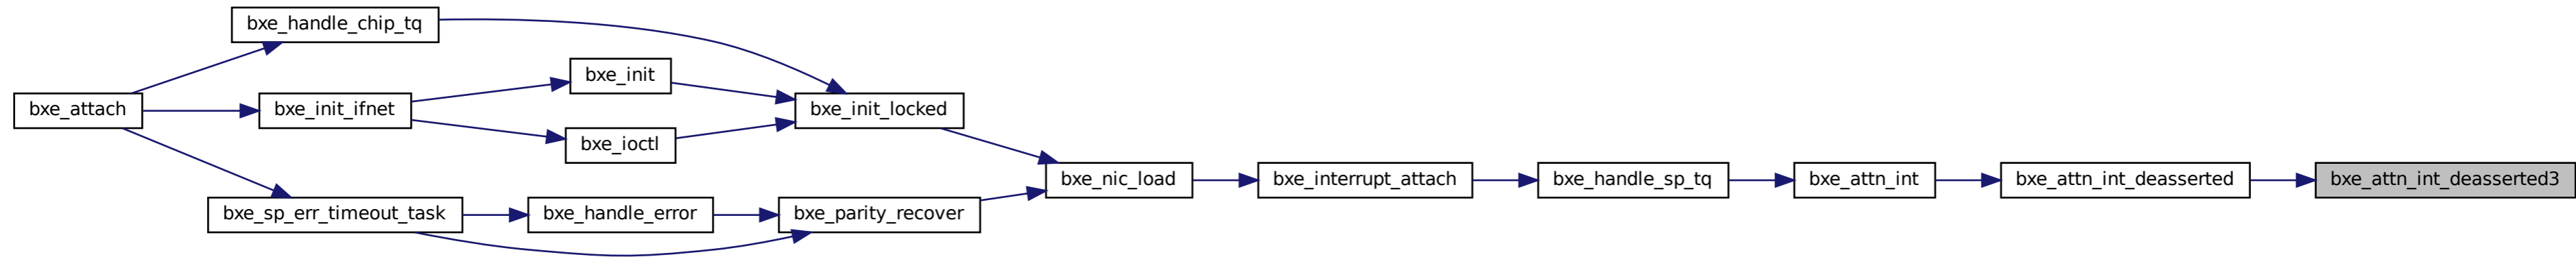 bxe_handle_chip_tq
bxe_init
bxe_attach
bxe_init_ifnet
bxe_init_locked
bxe_ioctl
bxe_nic_load
bxe_interrupt_attach
bxe_handle_sp_tq
bxe_attn_int
bxe_attn_int_deasserted
bxe_attn_int_deasserted3
bxe_sp_err_timeout_task
bxe_handle_error
bxe_parity_recover